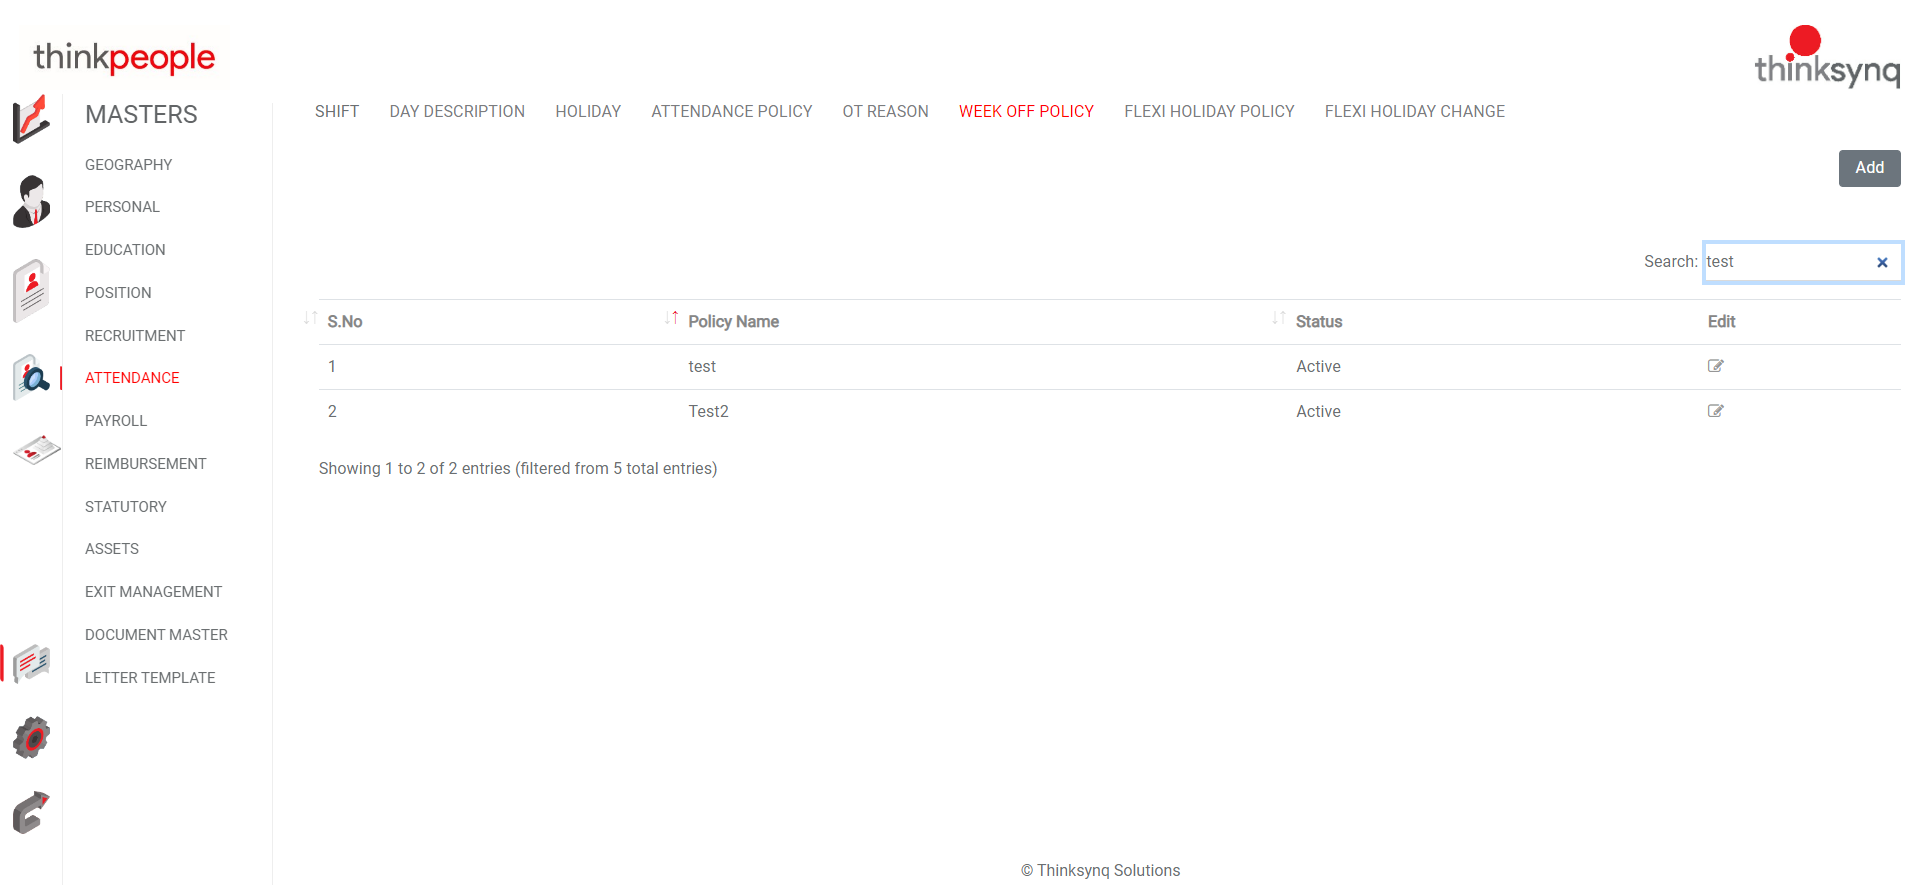 thinkpeople
thinksynq
MASTERS
GEOGRAPHY
PERSONAL
EDUCATION
POSITION
RECRUITMENT
ATTENDANCE
PAYROLL
REIMBURSEMENT
STATUTORY
ASSETS
EXIT MANAGEMENT
DOCUMENT MASTER
LETTER TEMPLATE
SHIFT DAY DESCRIPTION HOLIDAY ATTENDANCE POLICY OT REASON WEEK OFF POLICY FLEXI HOLIDAY POLICY FLEXI HOLIDAY CHANGE
Add
Search: test
S.No Policy Name Status Edit
1 test Active
2 Test2 Active
Showing 1 to 2 of 2 entries (filtered from 5 total entries)
© Thinksynq Solutions